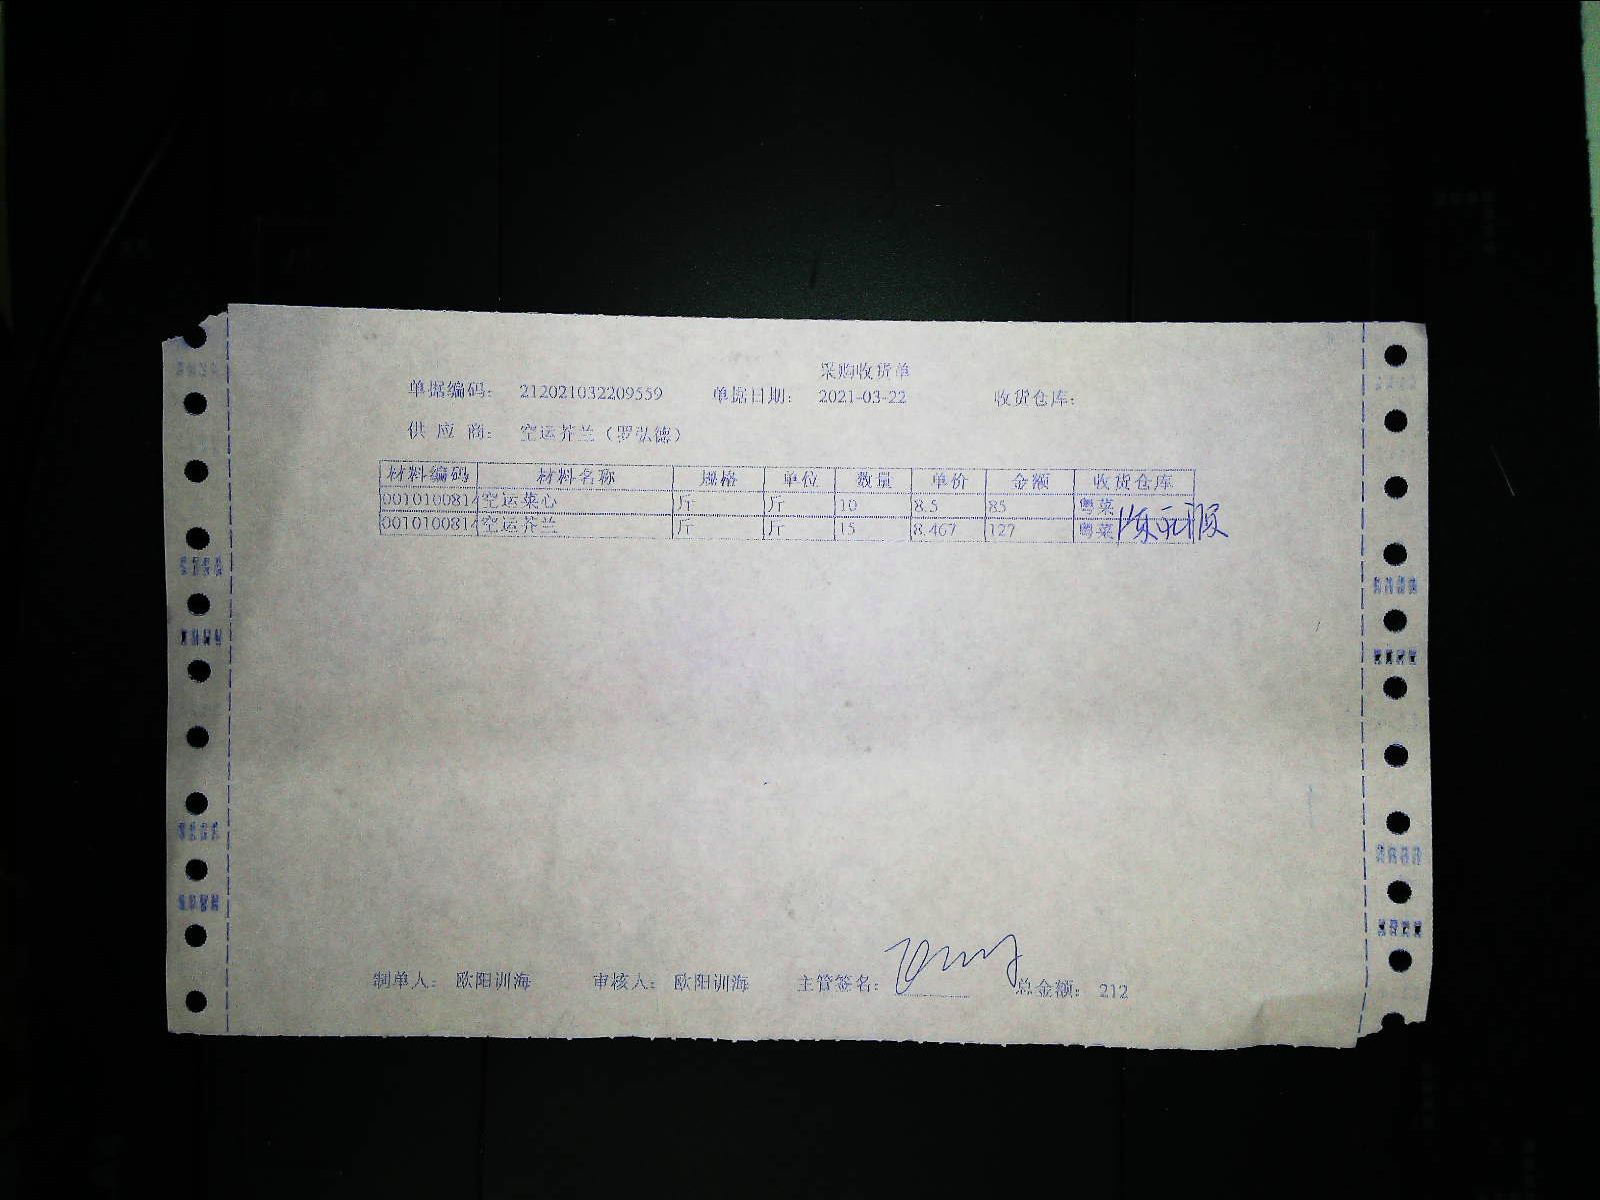 采购收货单
单据编码： 212021032209559 单据日期： 2021-03-22 收货仓库：
供 应 商： 空运芥兰（罗弘德）
材料编码 材料名称 规格 单位 数量 单价 金额 收货仓库
0010100814 空运菜心 斤 斤 10 8.5 85 粤菜
0010100814 空运芥兰 斤 斤 15 8.467 127 粤菜
制单人： 欧阳训海 审核人： 欧阳训海 主管签名： 总金额： 212